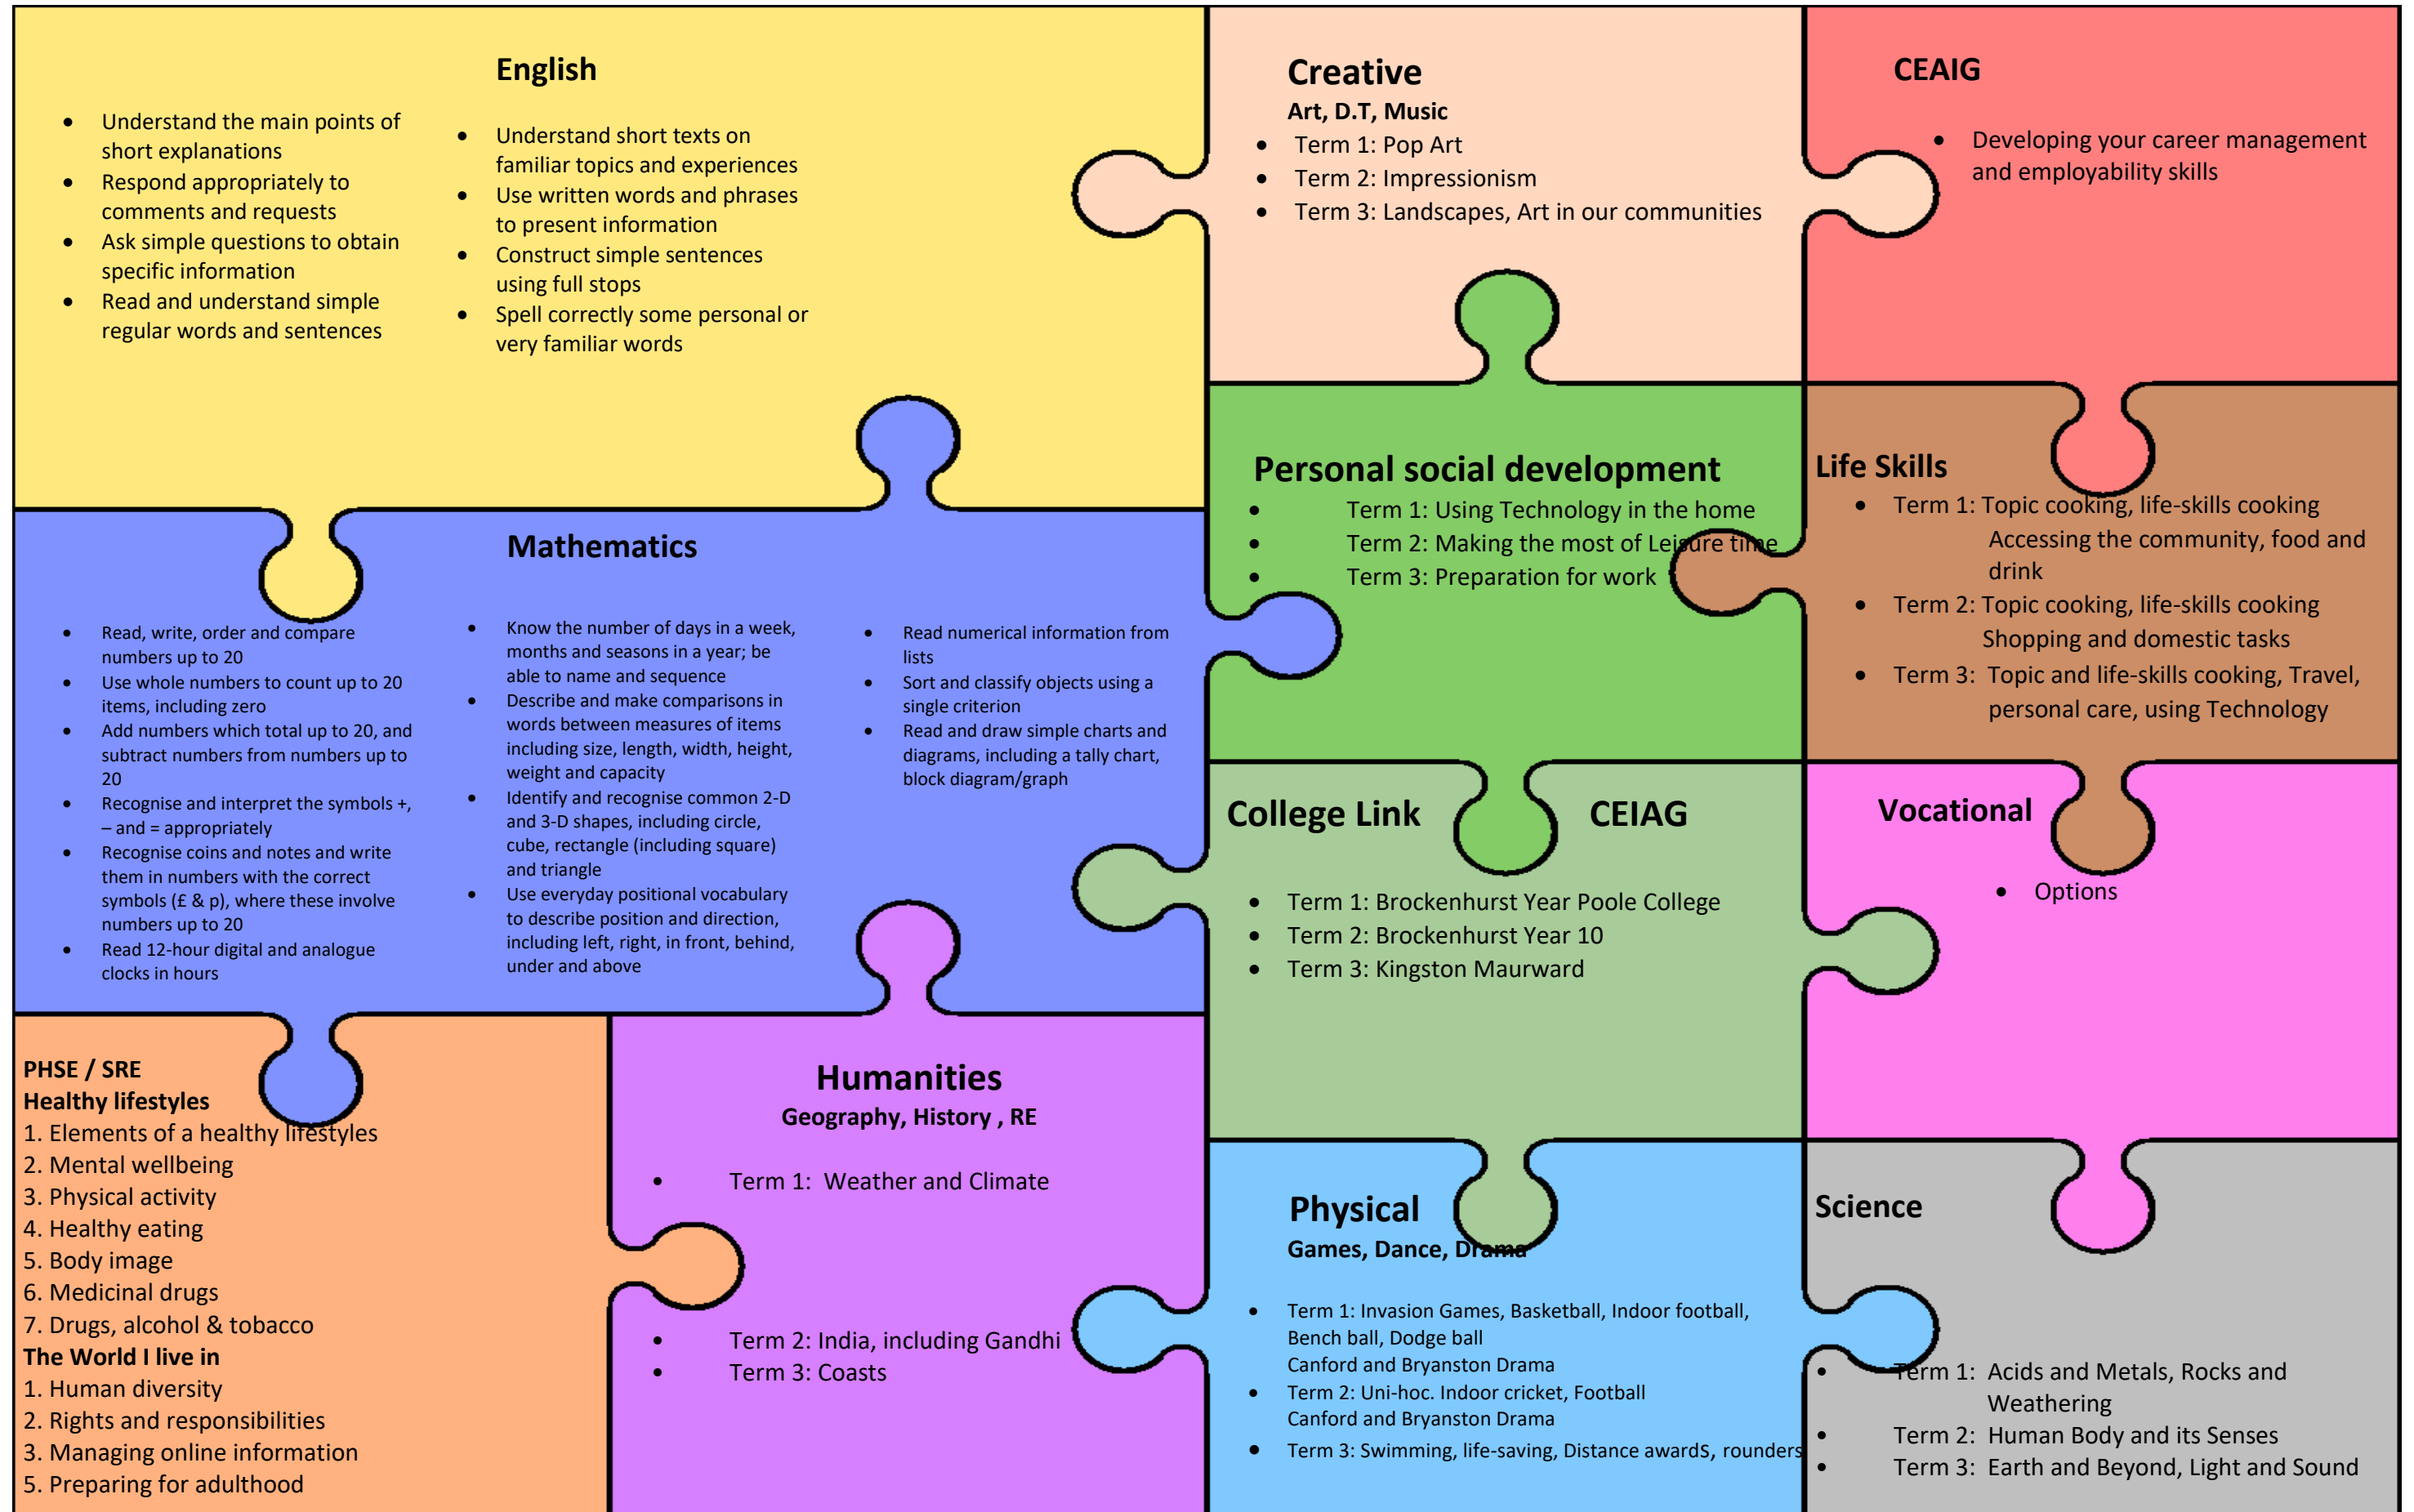 English
• Understand the main points of
short explanations
• Respond appropriately to
comments and requests
• Ask simple questions to obtain
specific information
• Read and understand simple
regular words and sentences
• Understand short texts on
familiar topics and experiences
• Use written words and phrases
to present information
• Construct simple sentences
using full stops
• Spell correctly some personal or
very familiar words
Creative
Art, D.T, Music
• Term 1: Pop Art
• Term 2: Impressionism
• Term 3: Landscapes, Art in our communities
CEAIG
• Developing your career management
and employability skills
Mathematics
• Read, write, order and compare
numbers up to 20
• Use whole numbers to count up to 20
items, including zero
• Add numbers which total up to 20, and
subtract numbers from numbers up to
20
• Recognise and interpret the symbols +,
– and = appropriately
• Recognise coins and notes and write
them in numbers with the correct
symbols (£ & p), where these involve
numbers up to 20
• Read 12-hour digital and analogue
clocks in hours
• Know the number of days in a week,
months and seasons in a year; be
able to name and sequence
• Describe and make comparisons in
words between measures of items
including size, length, width, height,
weight and capacity
• Identify and recognise common 2-D
and 3-D shapes, including circle,
cube, rectangle (including square)
and triangle
• Use everyday positional vocabulary
to describe position and direction,
including left, right, in front, behind,
under and above
• Read numerical information from
lists
• Sort and classify objects using a
single criterion
• Read and draw simple charts and
diagrams, including a tally chart,
block diagram/graph
Personal social development
• Term 1: Using Technology in the home
• Term 2: Making the most of Leisure time
• Term 3: Preparation for work
Life Skills
• Term 1: Topic cooking, life-skills cooking
Accessing the community, food and
drink
• Term 2: Topic cooking, life-skills cooking
Shopping and domestic tasks
• Term 3: Topic and life-skills cooking, Travel,
personal care, using Technology
College Link CEIAG
• Term 1: Brockenhurst Year Poole College
• Term 2: Brockenhurst Year 10
• Term 3: Kingston Maurward
Vocational
• Options
PHSE / SRE
Healthy lifestyles
1. Elements of a healthy lifestyles
2. Mental wellbeing
3. Physical activity
4. Healthy eating
5. Body image
6. Medicinal drugs
7. Drugs, alcohol & tobacco
The World I live in
1. Human diversity
2. Rights and responsibilities
3. Managing online information
5. Preparing for adulthood
Humanities
Geography, History , RE
• Term 1: Weather and Climate
• Term 2: India, including Gandhi
• Term 3: Coasts
Physical
Games, Dance, Drama
• Term 1: Invasion Games, Basketball, Indoor football,
Bench ball, Dodge ball
Canford and Bryanston Drama
• Term 2: Uni-hoc. Indoor cricket, Football
Canford and Bryanston Drama
• Term 3: Swimming, life-saving, Distance awards, rounders
Science
• Term 1: Acids and Metals, Rocks and
Weathering
• Term 2: Human Body and its Senses
• Term 3: Earth and Beyond, Light and Sound